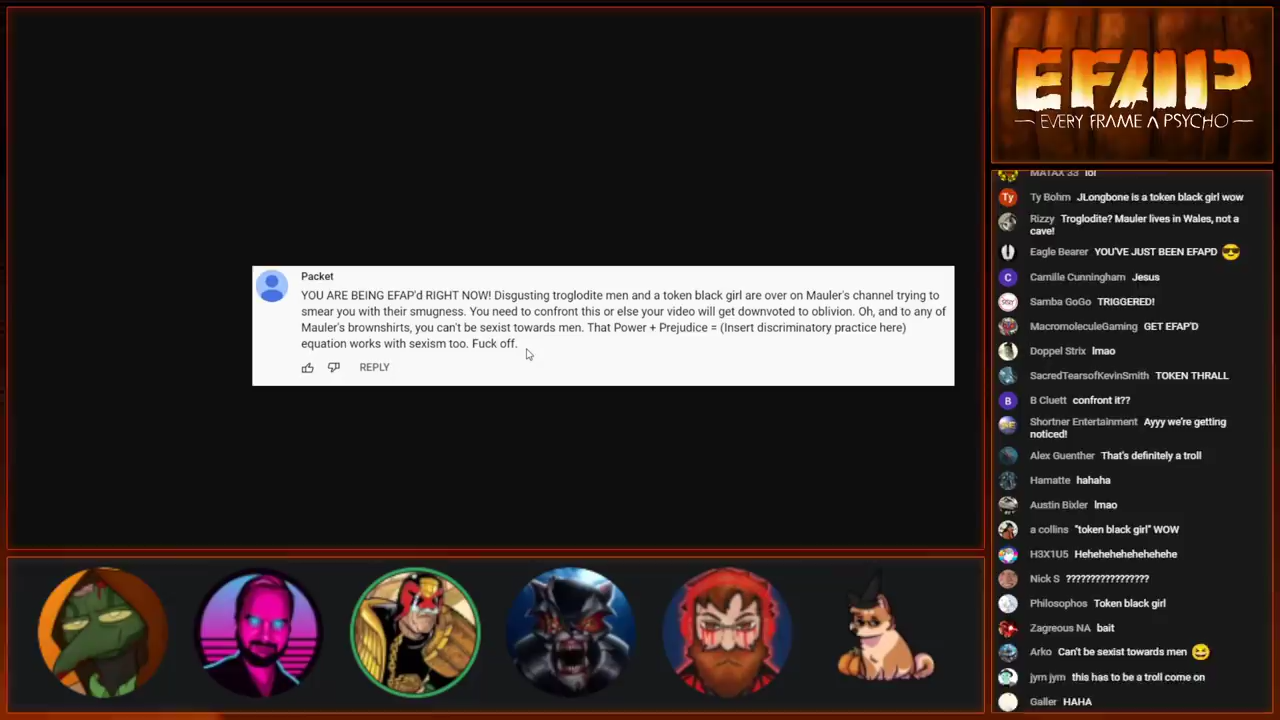 EFAP
EVERY FRAME A PSYCHO
Packet
YOU ARE BEING EFAP'd RIGHT NOW! Disgusting troglodite men and a token black girl are over on Mauler's channel trying to
smear you with their smugness. You need to confront this or else your video will get downvoted to oblivion. Oh, and to any of
Mauler's brownshirts, you can't be sexist towards men. That Power + Prejudice = (Insert discriminatory practice here)
equation works with sexism too. Fuck off.
REPLY
MATAX 33 lol
Ty Bohm JLongbone is a token black girl wow
Rizzy Troglodite? Mauler lives in Wales, not a
cave!
Eagle Bearer YOU'VE JUST BEEN EFAPD
Camille Cunningham Jesus
Samba GoGo TRIGGERED!
MacromoleculeGaming GET EFAP'D
Doppel Strix lmao
SacredTearsofKevinSmith TOKEN THRALL
B Cluett confront it??
Shortner Entertainment Ayyy we're getting
noticed!
Alex Guenther That's definitely a troll
Hamatte hahaha
Austin Bixler lmao
a collins "token black girl" WOW
H3X1U5 Hehehehehehehehe
Nick S ?????????????????
Philosophos Token black girl
Zagreous NA bait
Arko Can't be sexist towards men
jym jym this has to be a troll come on
Galler HAHA